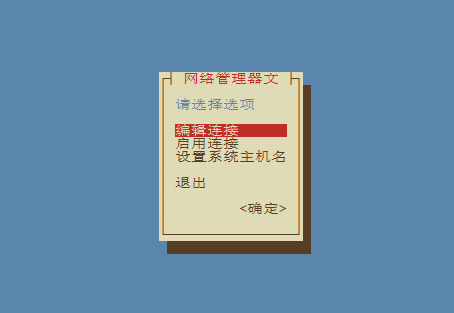 网络管理器文
请选择选项
编辑连接
启用连接
设置系统主机名
退出
<确定>